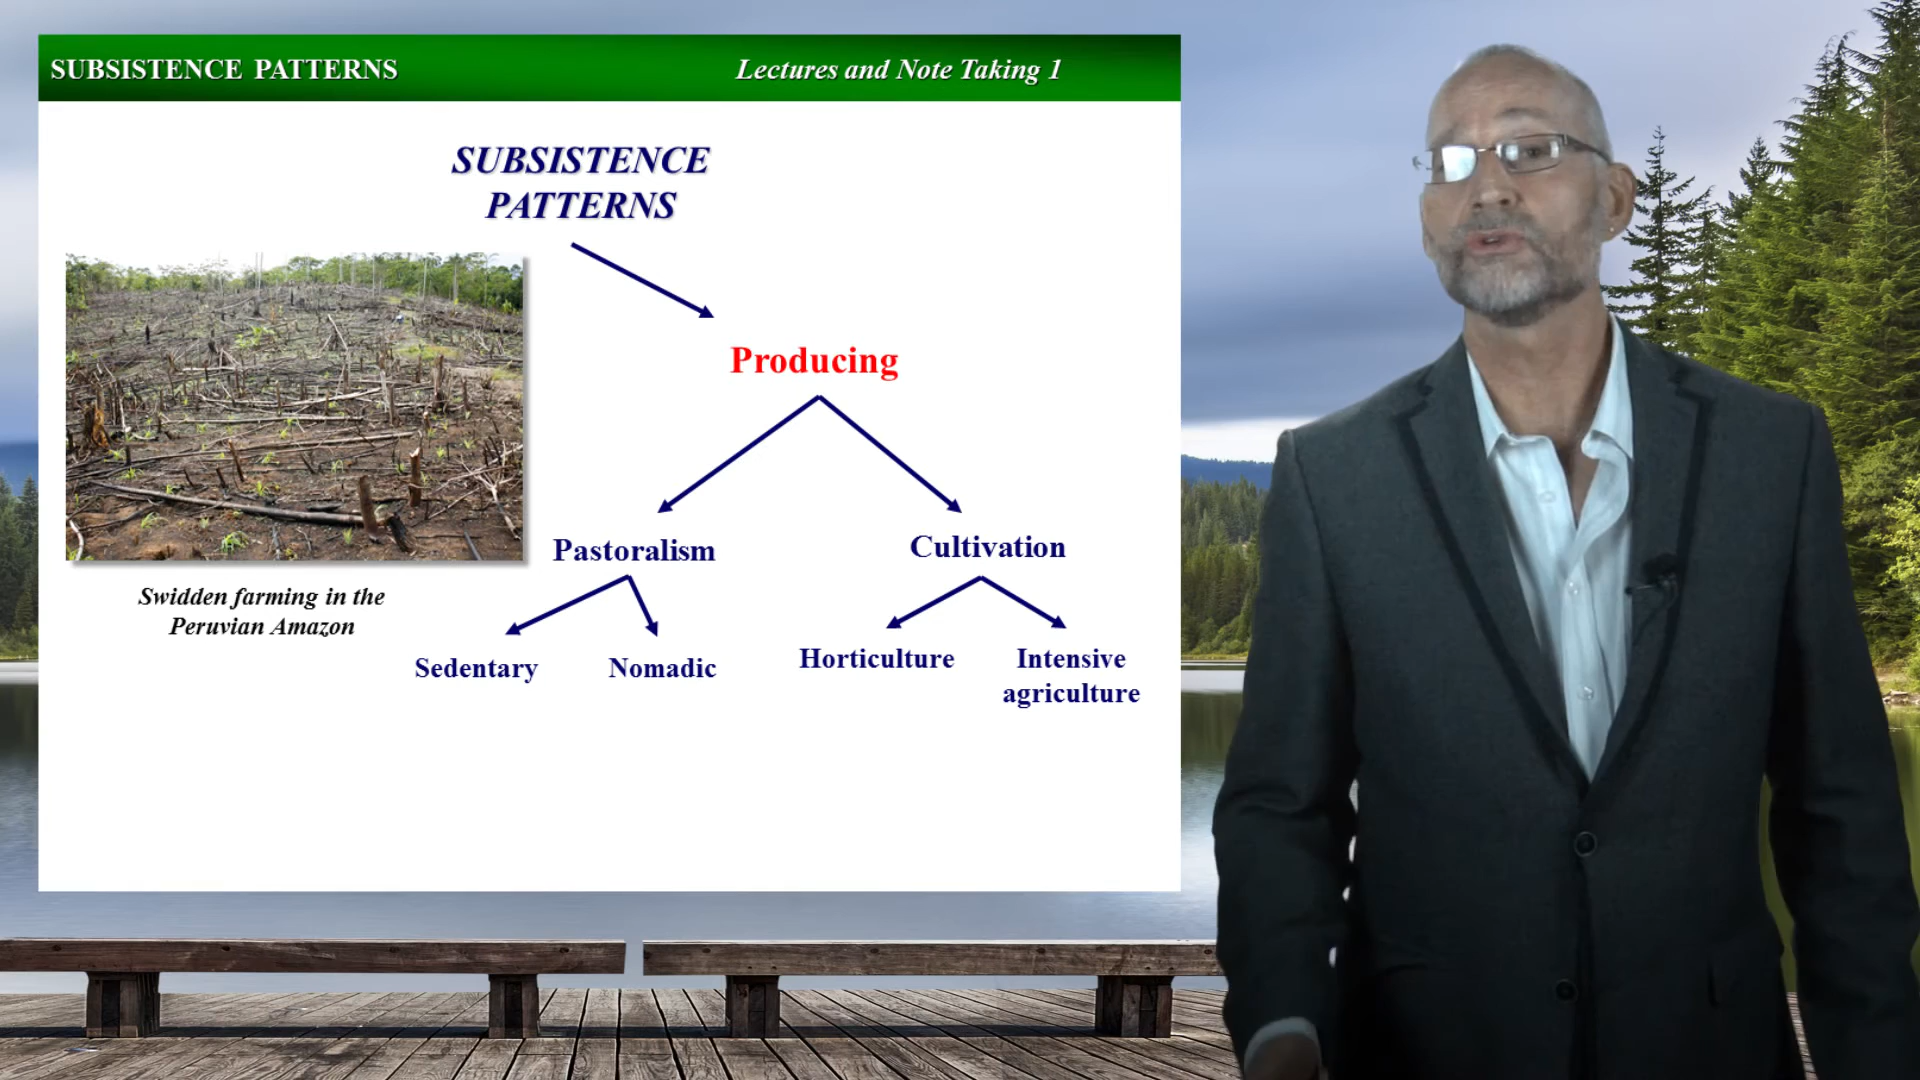 SUBSISTENCE PATTERNS
Lectures and Note Taking 1
SUBSISTENCE
PATTERNS
Producing
Pastoralism
Cultivation
Swidden farming in the
Peruvian Amazon
Sedentary
Nomadic
Horticulture
Intensive
agriculture